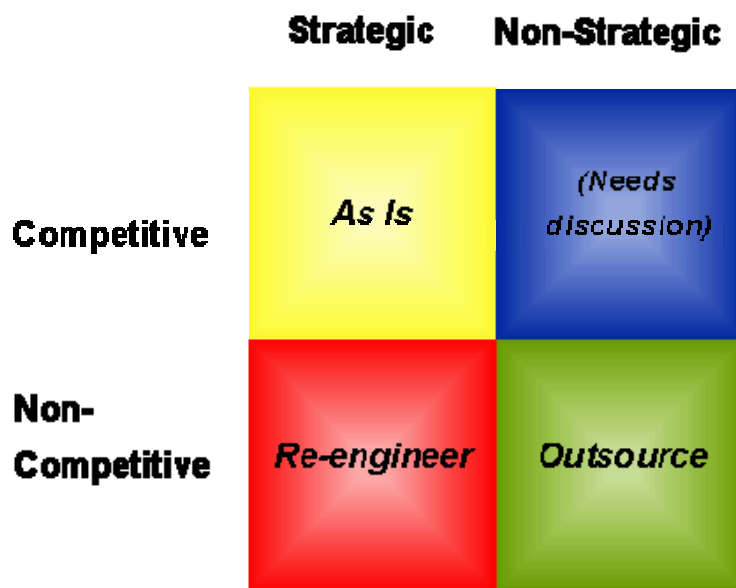 Strategic Non-Strategic
Competitive
As Is
(Needs
discussion)
Non-
Competitive
Re-engineer
Outsource